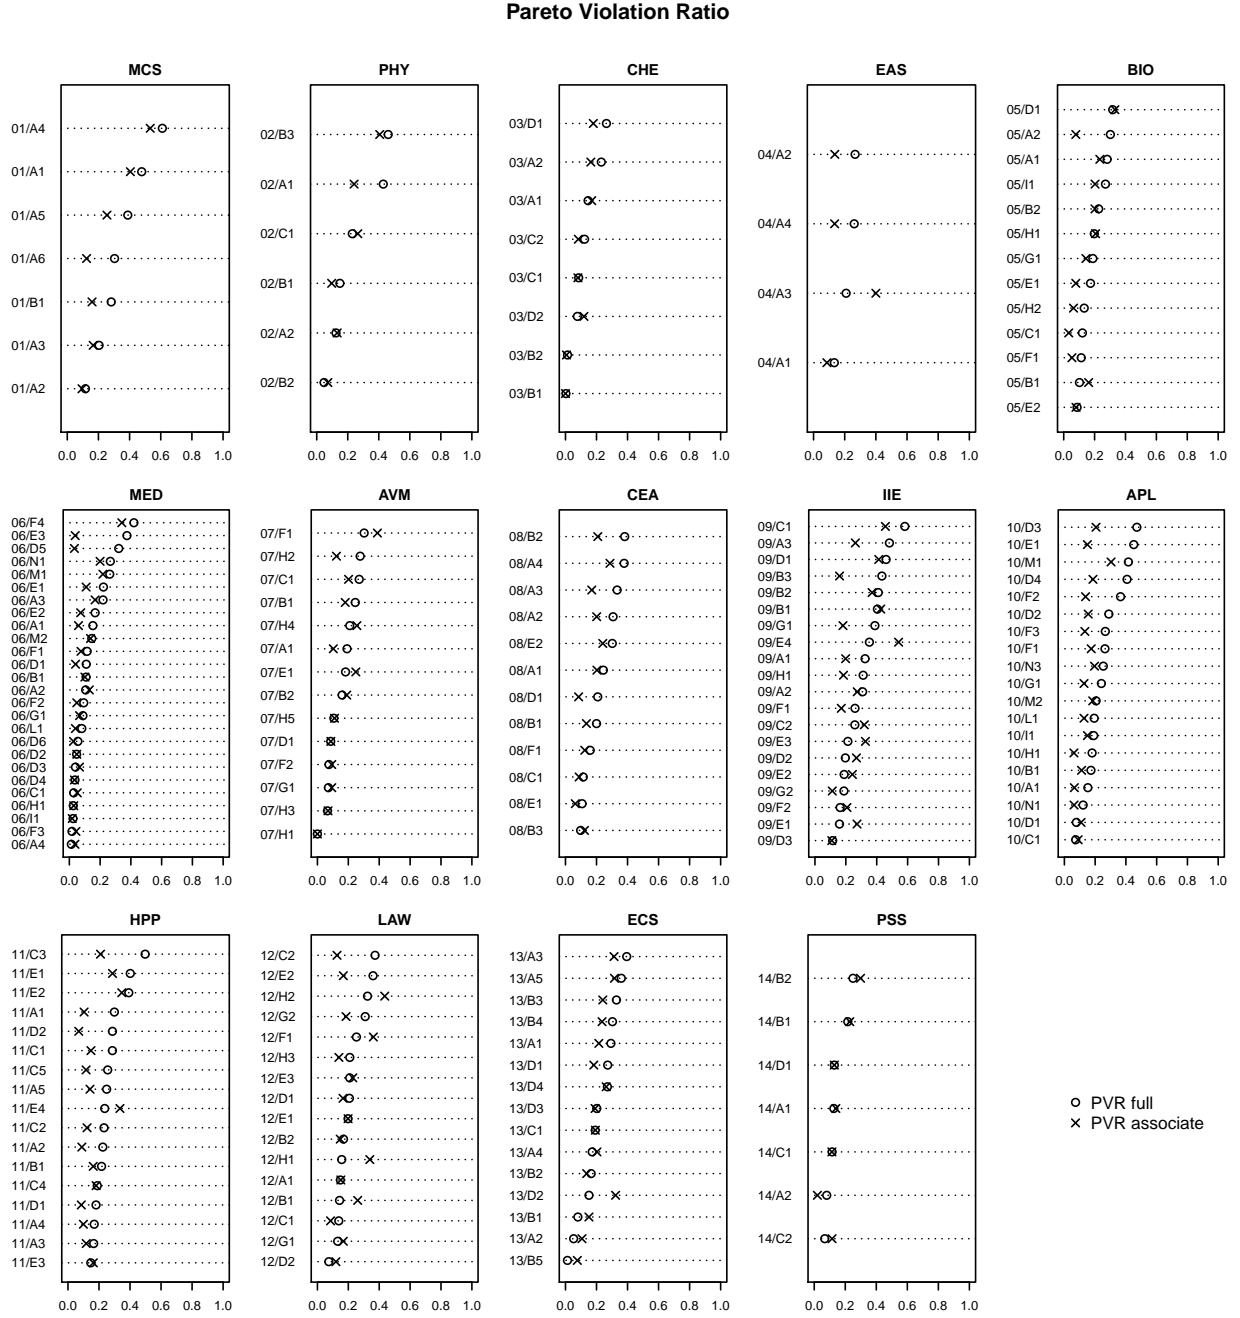 Pareto Violation Ratio
MCS
01/A4
01/A1
01/A5
01/A6
01/B1
01/A3
01/A2
0.0 0.2 0.4 0.6 0.8 1.0
PHY
02/B3
02/A1
02/C1
02/B1
02/A2
02/B2
0.0 0.2 0.4 0.6 0.8 1.0
CHE
03/D1
03/A2
03/A1
03/C2
03/C1
03/D2
03/B2
03/B1
0.0 0.2 0.4 0.6 0.8 1.0
EAS
04/A2
04/A4
04/A3
04/A1
0.0 0.2 0.4 0.6 0.8 1.0
BIO
05/D1
05/A2
05/A1
05/I1
05/B2
05/H1
05/G1
05/E1
05/H2
05/C1
05/F1
05/B1
05/E2
0.0 0.2 0.4 0.6 0.8 1.0
MED
06/F4
06/E3
06/D5
06/N1
06/M1
06/E1
06/A3
06/E2
06/A1
06/M2
06/F1
06/D1
06/B1
06/A2
06/F2
06/G1
06/L1
06/D6
06/D2
06/D3
06/D4
06/C1
06/H1
06/I1
06/F3
06/A4
0.0 0.2 0.4 0.6 0.8 1.0
AVM
07/F1
07/H2
07/C1
07/B1
07/H4
07/A1
07/E1
07/B2
07/H5
07/D1
07/F2
07/G1
07/H3
07/H1
0.0 0.2 0.4 0.6 0.8 1.0
CEA
08/B2
08/A4
08/A3
08/A2
08/E2
08/A1
08/D1
08/B1
08/F1
08/C1
08/E1
08/B3
0.0 0.2 0.4 0.6 0.8 1.0
IIE
09/C1
09/A3
09/D1
09/B3
09/B2
09/B1
09/G1
09/E4
09/A1
09/H1
09/A2
09/F1
09/C2
09/E3
09/D2
09/E2
09/G2
09/F2
09/E1
09/D3
0.0 0.2 0.4 0.6 0.8 1.0
APL
10/D3
10/E1
10/M1
10/D4
10/F2
10/D2
10/F3
10/F1
10/N3
10/G1
10/M2
10/L1
10/I1
10/H1
10/B1
10/A1
10/N1
10/D1
10/C1
0.0 0.2 0.4 0.6 0.8 1.0
HPP
11/C3
11/E1
11/E2
11/A1
11/D2
11/C1
11/C5
11/A5
11/E4
11/C2
11/A2
11/B1
11/C4
11/D1
11/A4
11/A3
11/E3
0.0 0.2 0.4 0.6 0.8 1.0
LAW
12/C2
12/E2
12/H2
12/G2
12/F1
12/H3
12/E3
12/D1
12/E1
12/B2
12/H1
12/A1
12/B1
12/C1
12/G1
12/D2
0.0 0.2 0.4 0.6 0.8 1.0
ECS
13/A3
13/A5
13/B3
13/B4
13/A1
13/D1
13/D4
13/D3
13/C1
13/A4
13/B2
13/D2
13/B1
13/A2
13/B5
0.0 0.2 0.4 0.6 0.8 1.0
PSS
14/B2
14/B1
14/D1
14/A1
14/C1
14/A2
14/C2
0.0 0.2 0.4 0.6 0.8 1.0
PVR full
PVR associate